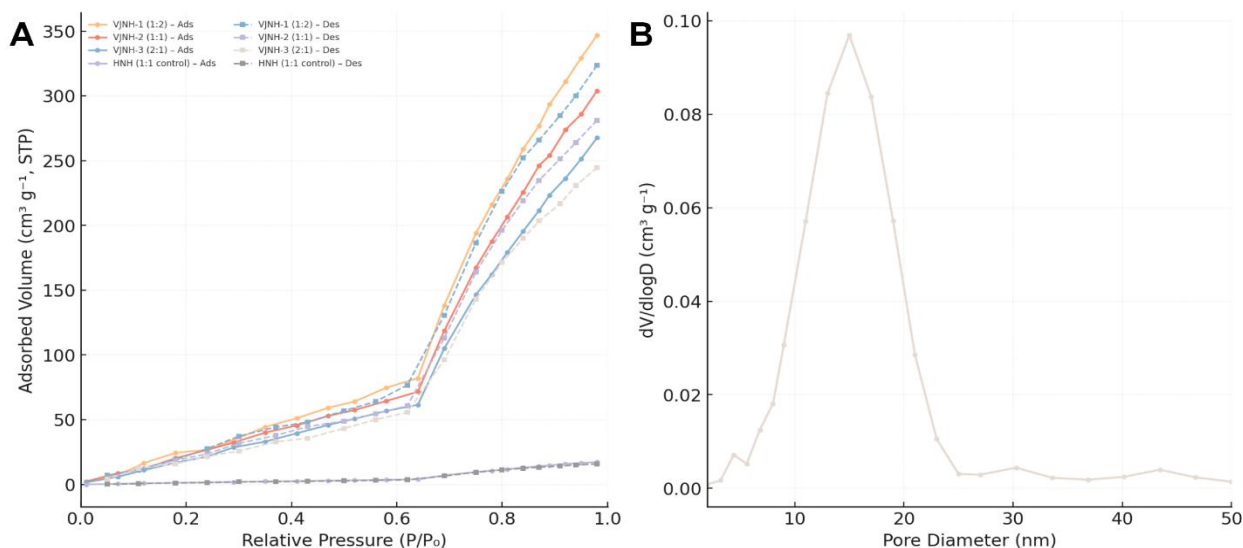 A
350
300
250
200
150
100
50
0
Adsorbed Volume (cm³ g⁻¹, STP)
VJNH-1 (1:2) – Ads
VJNH-2 (1:1) – Ads
VJNH-3 (2:1) – Ads
HNH (1:1 control) – Ads
VJNH-1 (1:2) – Des
VJNH-2 (1:1) – Des
VJNH-3 (2:1) – Des
HNH (1:1 control) – Des
0.0 0.2 0.4 0.6 0.8 1.0
Relative Pressure (P/P₀)
B
0.10
0.08
0.06
0.04
0.02
0.00
dV/dlogD (cm³ g⁻¹)
10 20 30 40 50
Pore Diameter (nm)